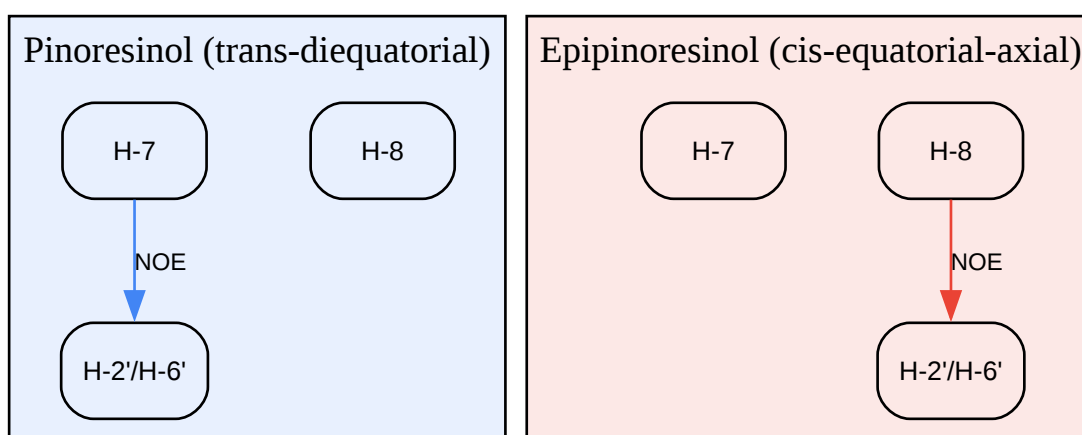 Pinoresinol (trans-diequatorial)
H-7
H-8
NOE
H-2'/H-6'
Epipinoresinol (cis-equatorial-axial)
H-7
H-8
NOE
H-2'/H-6'